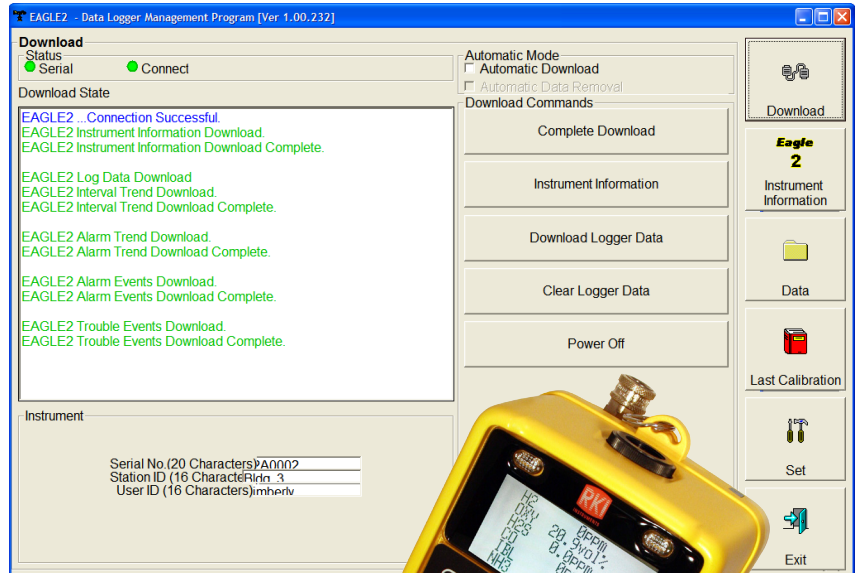 EAGLE2 - Data Logger Management Program [Ver 1.00.232]
Download
Status
Serial
Connect
Download State
EAGLE2 ...Connection Successful.
EAGLE2 Instrument Information Download.
EAGLE2 Instrument Information Download Complete.
EAGLE2 Log Data Download
EAGLE2 Interval Trend Download.
EAGLE2 Interval Trend Download Complete.
EAGLE2 Alarm Trend Download.
EAGLE2 Alarm Trend Download Complete.
EAGLE2 Alarm Events Download.
EAGLE2 Alarm Events Download Complete.
EAGLE2 Trouble Events Download.
EAGLE2 Trouble Events Download Complete.
Instrument
Serial No.(20 Characters)
A0002
Station ID (16 Characte
Bldg. 3
User ID (16 Characters)
imberly
Automatic Mode
Automatic Download
Automatic Data Removal
Download Commands
Complete Download
Instrument Information
Download Logger Data
Clear Logger Data
Power Off
Download
Eagle
2
Instrument
Information
Data
Last Calibration
Set
Exit
RKI
INSTRUMENTS
H2 0ppm
OXY 20.9vol%
H2S 0.0ppm
CO
LEL
NH3